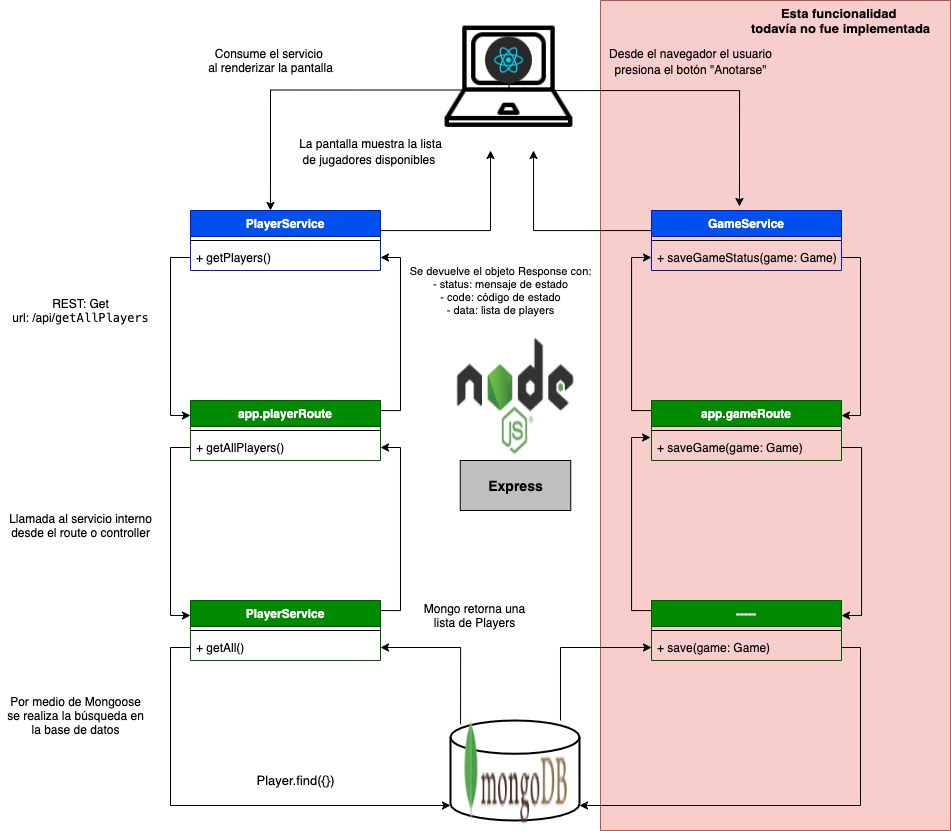 Esta funcionalidad
todavía no fue implementada
Consume el servicio
al renderizar la pantalla
Desde el navegador el usuario
presiona el botón "Anotarse"
La pantalla muestra la lista
de jugadores disponibles
PlayerService
+ getPlayers()
GameService
+ saveGameStatus(game: Game)
Se devuelve el objeto Response con:
- status: mensaje de estado
- code: código de estado
- data: lista de players
REST: Get
url: /api/getAllPlayers
node
JS
Express
app.playerRoute
+ getAllPlayers()
app.gameRoute
+ saveGame(game: Game)
Llamada al servicio interno
desde el route o controller
PlayerService
+ getAll()
Mongo retorna una
lista de Players
-----
+ save(game: Game)
Por medio de Mongoose
se realiza la búsqueda en
la base de datos
Player.find({})
mongoDB